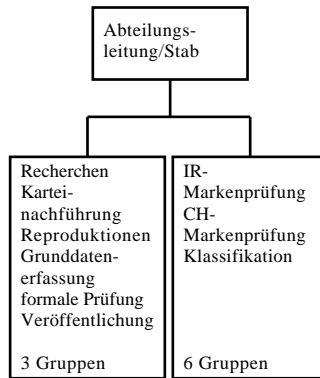 Abteilungs-
leitung/Stab
Recherchen
Kartei-
nachführung
Reproduktionen
Grunddaten-
erfassung
formale Prüfung
Veröffentlichung
3 Gruppen
IR-
Markenprüfung
CH-
Markenprüfung
Klassifikation
6 Gruppen